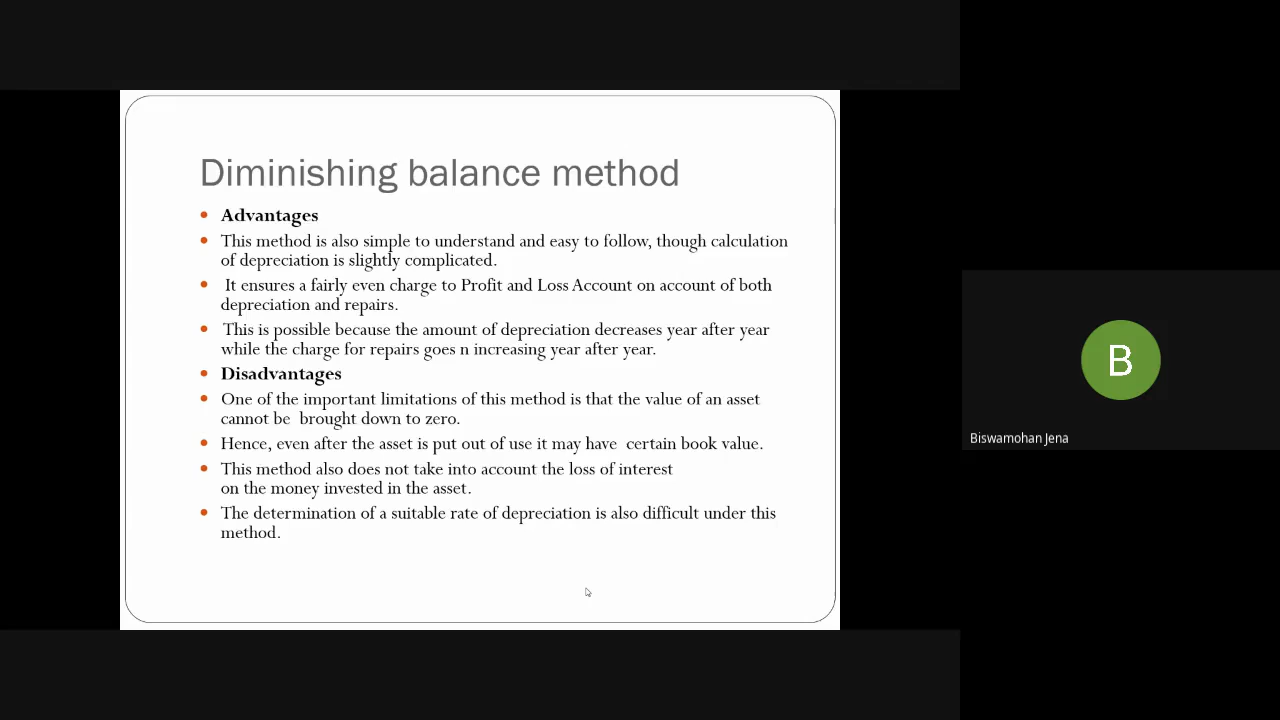 Diminishing balance method
• Advantages
• This method is also simple to understand and easy to follow, though calculation
of depreciation is slightly complicated.
• It ensures a fairly even charge to Profit and Loss Account on account of both
depreciation and repairs.
• This is possible because the amount of depreciation decreases year after year
while the charge for repairs goes n increasing year after year.
• Disadvantages
• One of the important limitations of this method is that the value of an asset
cannot be brought down to zero.
• Hence, even after the asset is put out of use it may have certain book value.
• This method also does not take into account the loss of interest
on the money invested in the asset.
• The determination of a suitable rate of depreciation is also difficult under this
method.
B
Biswamohan Jena